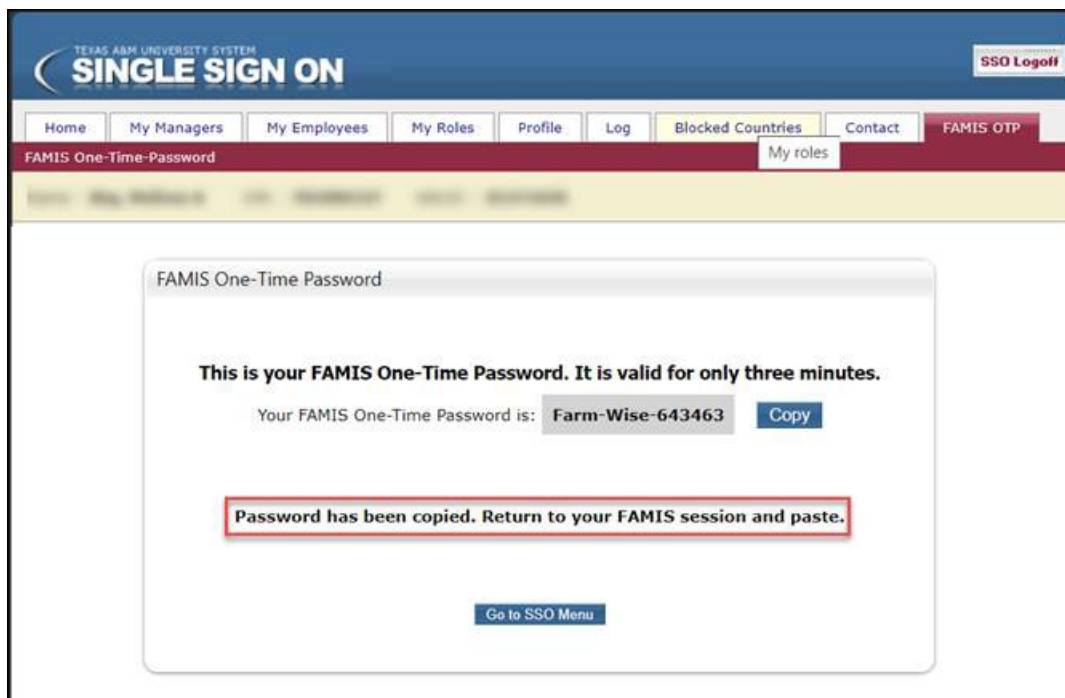 TEXAS A&M UNIVERSITY SYSTEM
SINGLE SIGN ON
SSO Logoff
Home My Managers My Employees My Roles Profile Log Blocked Countries Contact FAMIS OTP
FAMIS One-Time-Password
My roles
FAMIS One-Time Password
This is your FAMIS One-Time Password. It is valid for only three minutes.
Your FAMIS One-Time Password is: Farm-Wise-643463 Copy
Password has been copied. Return to your FAMIS session and paste.
Go to SSO Menu